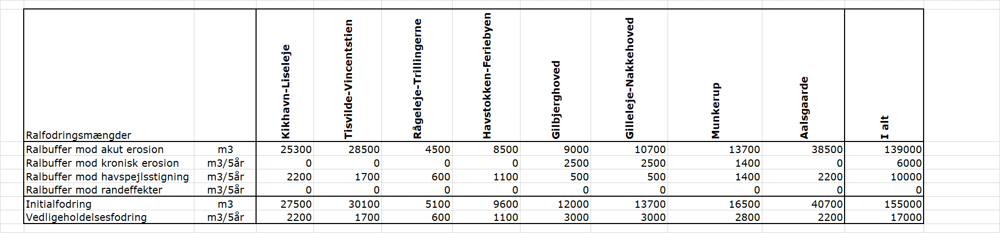 Ralfodringsmængder Kikhavn-Liseleje Tisvilde-Vincentstien Rågeleje-Trillingerne Havstokken-Feriebyen Gilbjerghoved Gilleleje-Nakkehoved Munkerup Aalsgaarde I alt
Ralbuffer mod akut erosion m3 25300 28500 4500 8500 9000 10700 13700 38500 139000
Ralbuffer mod kronisk erosion m3/5år 0 0 0 0 2500 2500 1400 0 6000
Ralbuffer mod havspejlsstigning m3/5år 2200 1700 600 1100 500 500 1400 2200 10000
Ralbuffer mod randeffekter m3/5år 0 0 0 0 0 0 0 0 0
Initialfodring m3 27500 30100 5100 9600 12000 13700 16500 40700 155000
Vedligeholdelsesfodring m3/5år 2200 1700 600 1100 3000 3000 2800 2200 17000